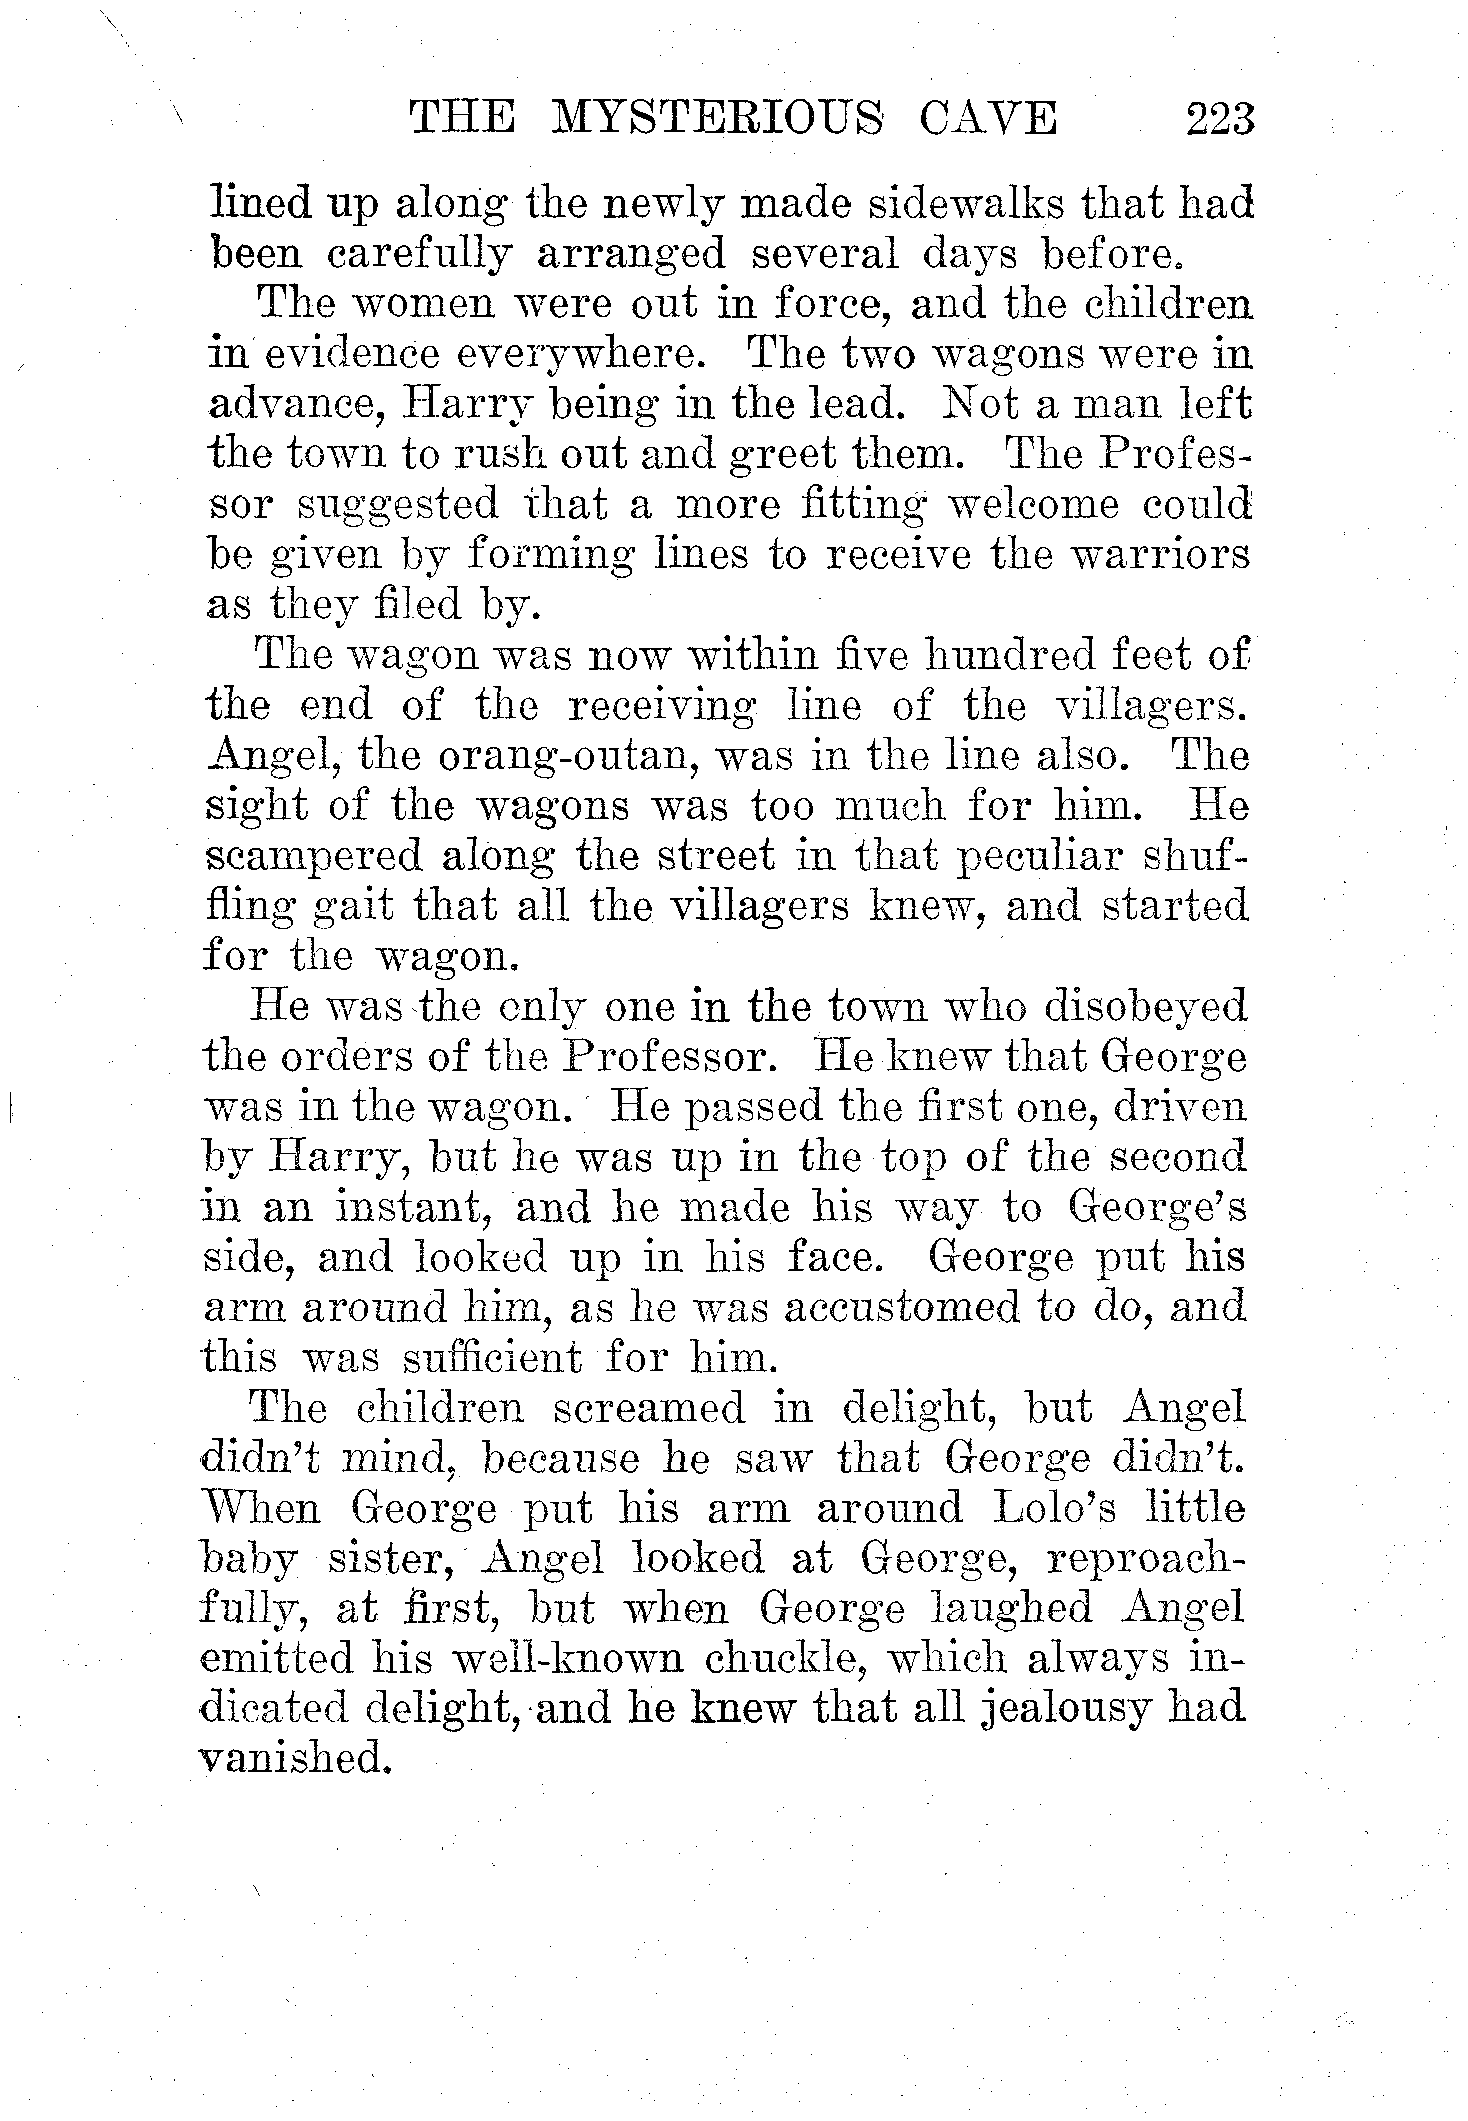 THE MYSTERIOUS CAVE 223
lined up along the newly made sidewalks that had
been carefully arranged several days before.
The women were out in force, and the children
in evidence everywhere. The two wagons were in
advance, Harry being in the lead. Not a man left
the town to rush out and greet them. The Profes-
sor suggested that a more fitting welcome could
be given by forming lines to receive the warriors
as they filed by.
The wagon was now within five hundred feet of
the end of the receiving line of the villagers.
Angel, the orang-outan, was in the line also. The
sight of the wagons was too much for him. He
scampered along the street in that peculiar shuf-
fling gait that all the villagers knew, and started
for the wagon.
He was the only one in the town who disobeyed
the orders of the Professor. He knew that George
was in the wagon. He passed the first one, driven
by Harry, but he was up in the top of the second
in an instant, and he made his way to George's
side, and looked up in his face. George put his
arm around him, as he was accustomed to do, and
this was sufficient for him.
The children screamed in delight, but Angel
didn't mind, because he saw that George didn't.
When George put his arm around Lolo's little
baby sister, Angel looked at George, reproach-
fully, at first, but when George laughed Angel
emitted his well-known chuckle, which always in-
dicated delight, and he knew that all jealousy had
vanished.